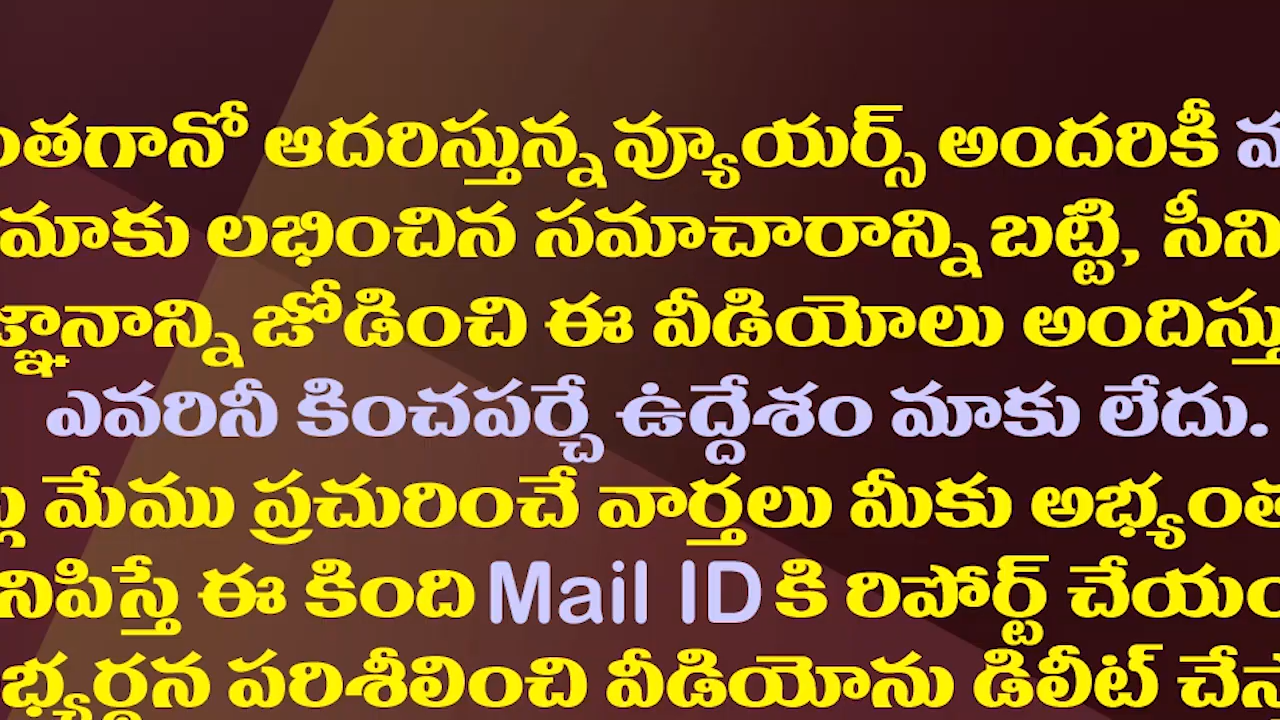 ంతగానో ఆదరిస్తున్న వ్యూయర్స్ అందరికీ
మాకు లభించిన సమాచారాన్ని బట్టి, సీని
జ్ఞానాన్ని జోడించి ఈ వీడియోలు అందిస్తు
ఎవరినీ కించపర్చే ఉద్దేశం మాకు లేదు.
మేము ప్రచురించే వార్తలు మీకు అభ్యంత
నిపిస్తే ఈ కింది Mail ID కి రిపోర్ట్ చేయం
భ్యర్థన పరిశీలించి వీడియోను డిలీట్ చేస